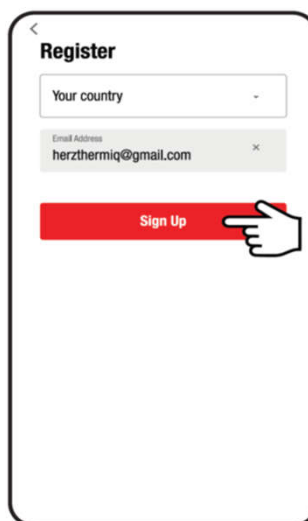 Register
Your country
Email Address
herzthermiq@gmail.com
Sign Up